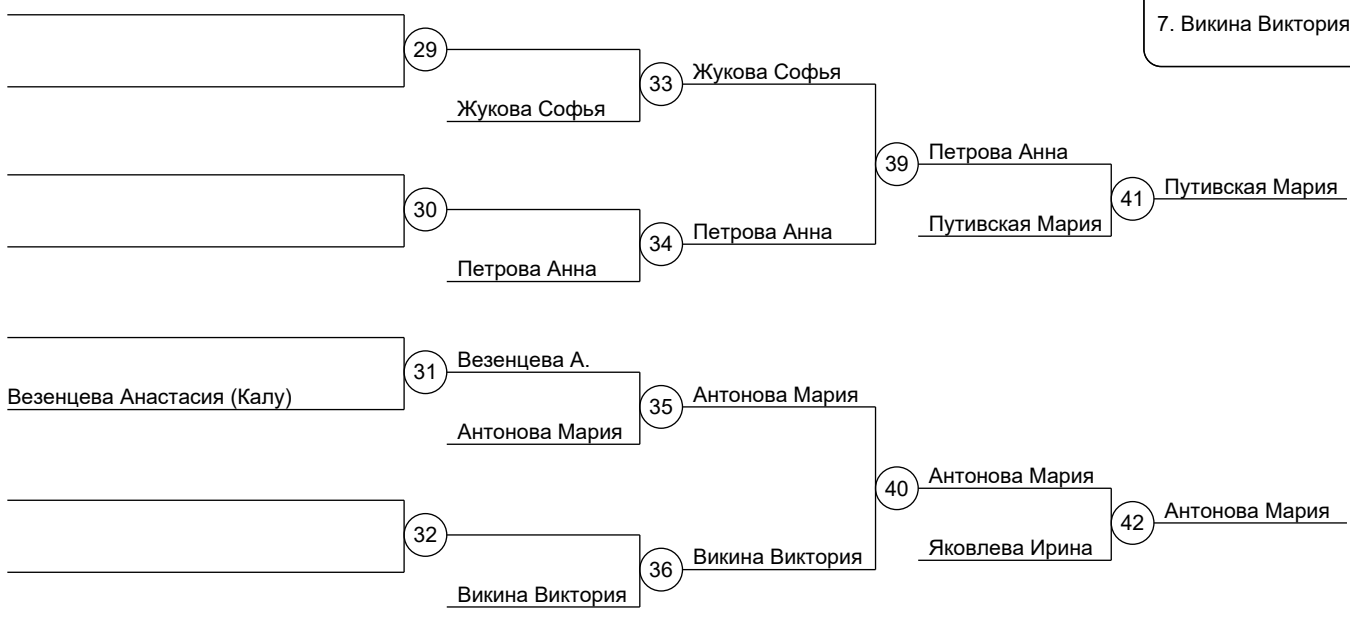 7. Викина Виктория
29
33
Жукова Софья
Жукова Софья
39
Петрова Анна
41
Путивская Мария
Путивская Мария
30
34
Петрова Анна
Петрова Анна
31
Везенцева А.
Везенцева Анастасия (Калу)
35
Антонова Мария
Антонова Мария
40
Антонова Мария
42
Антонова Мария
Яковлева Ирина
32
36
Викина Виктория
Викина Виктория